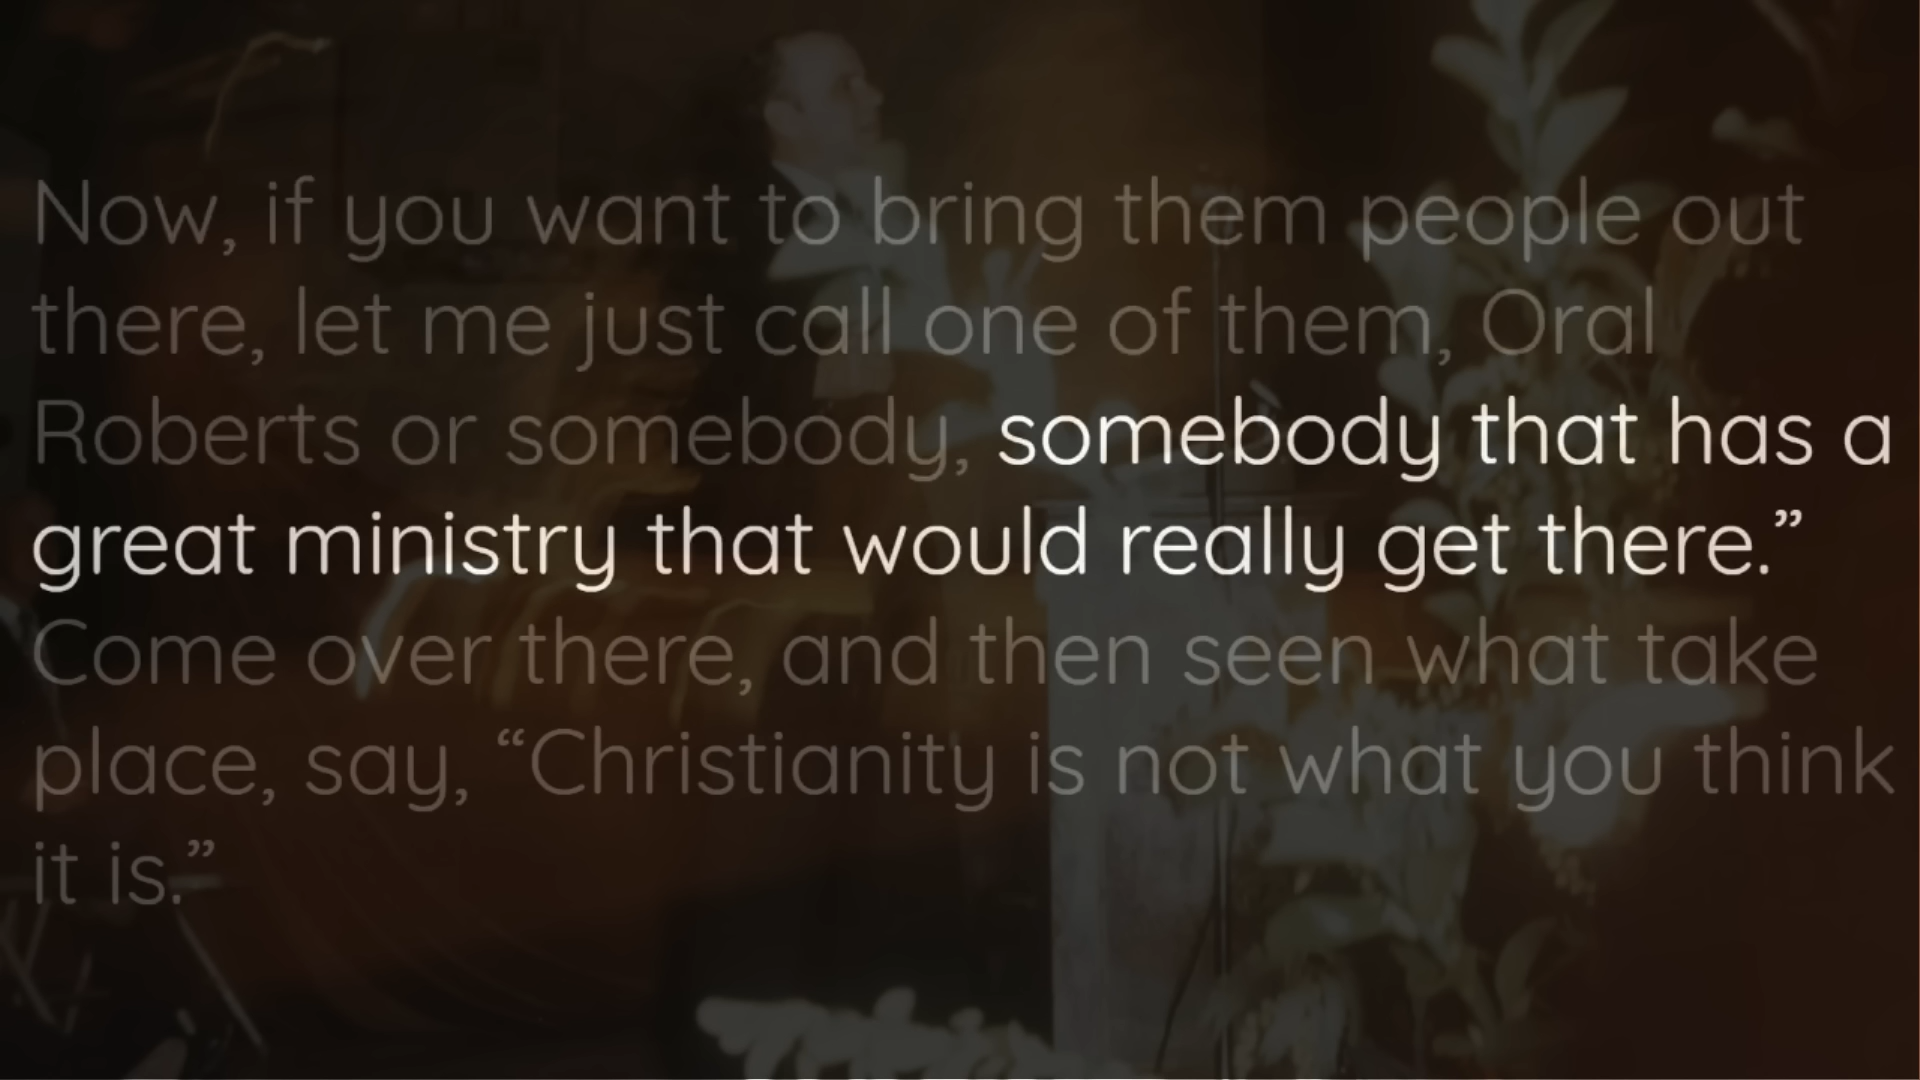 Now, if you want to bring them people out
there, let me just call one of them, Oral
Roberts or somebody, somebody that has a
great ministry that would really get there.”
Come over there, and then seen what take
place, say, “Christianity is not what you think
it is.”